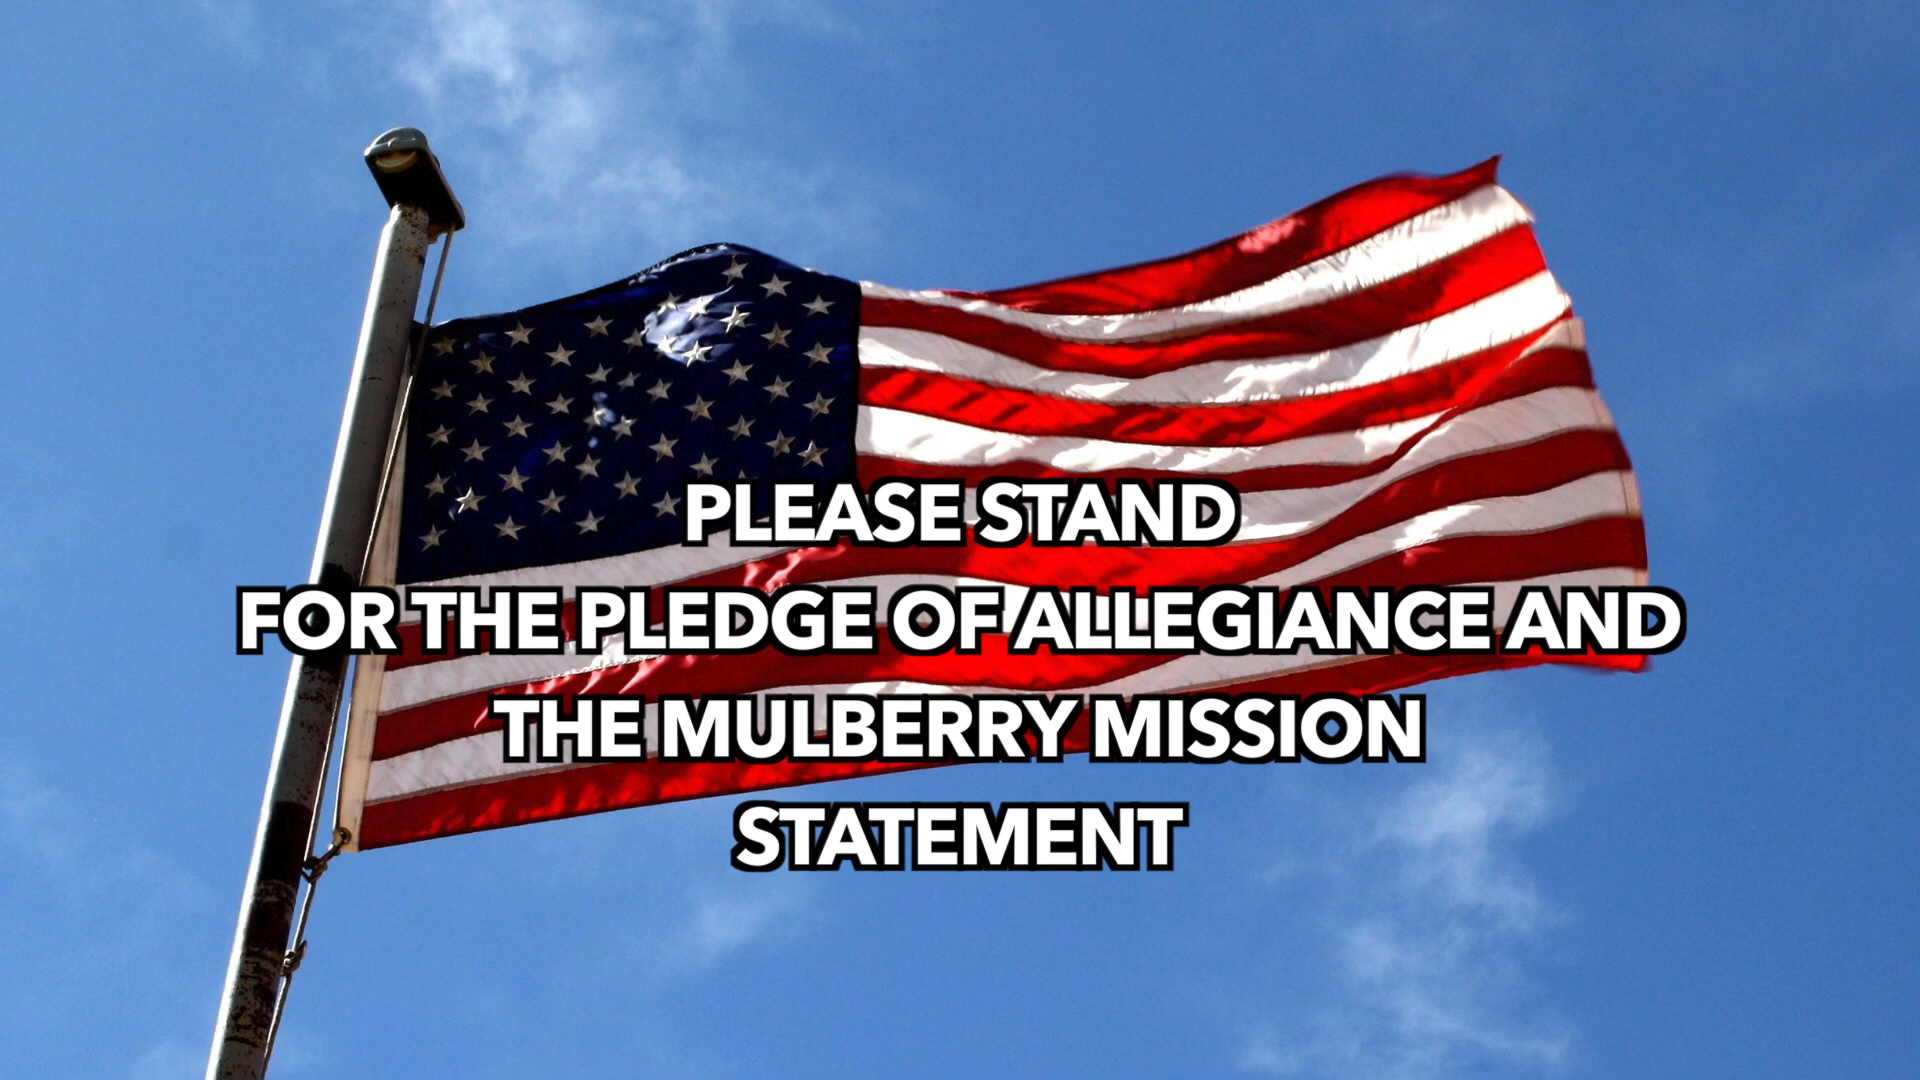 PLEASE STAND
FOR THE PLEDGE OF ALLEGIANCE AND
THE MULBERRY MISSION
STATEMENT